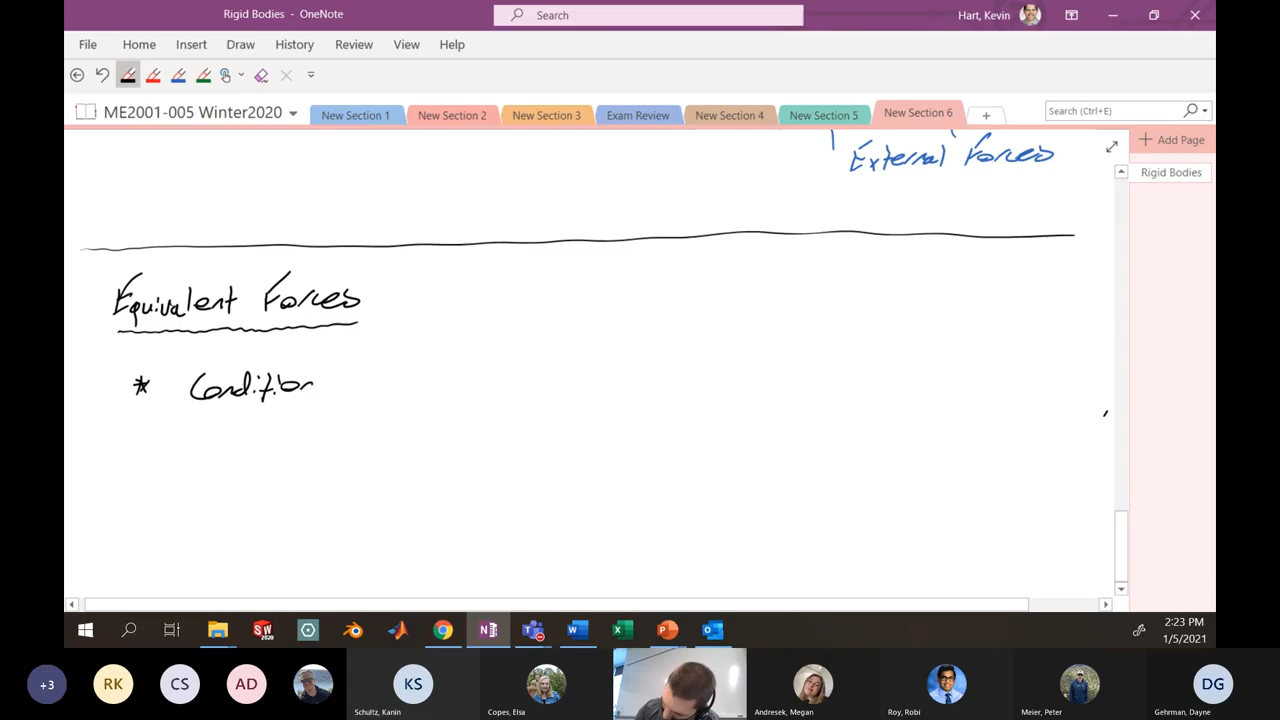 Rigid Bodies - OneNote
Search
Hart, Kevin
File Home Insert Draw History Review View Help
ME2001-005 Winter2020
New Section 1
New Section 2
New Section 3
Exam Review
New Section 4
New Section 5
New Section 6
Search (Ctrl+E)
Add Page
Rigid Bodies
External Forces
Equivalent Forces
* Condition
SW
2020
2:23 PM
1/5/2021
+3
RK
CS
AD
KS
DG
Schultz, Kanin
Copes, Elsa
Andresek, Megan
Roy, Robi
Meier, Peter
Gehrman, Dayne